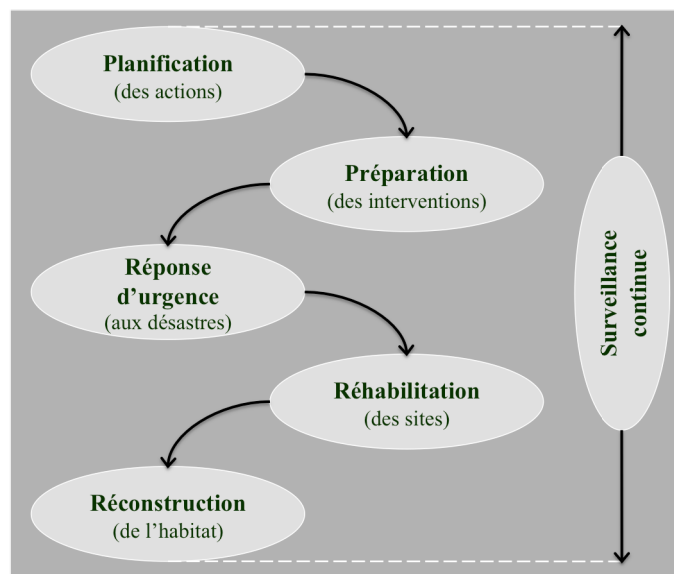 Planification
(des actions)
Préparation
(des interventions)
Réponse
d’urgence
(aux désastres)
Réhabilitation
(des sites)
Réconstruction
(de l’habitat)
Surveillance
continue